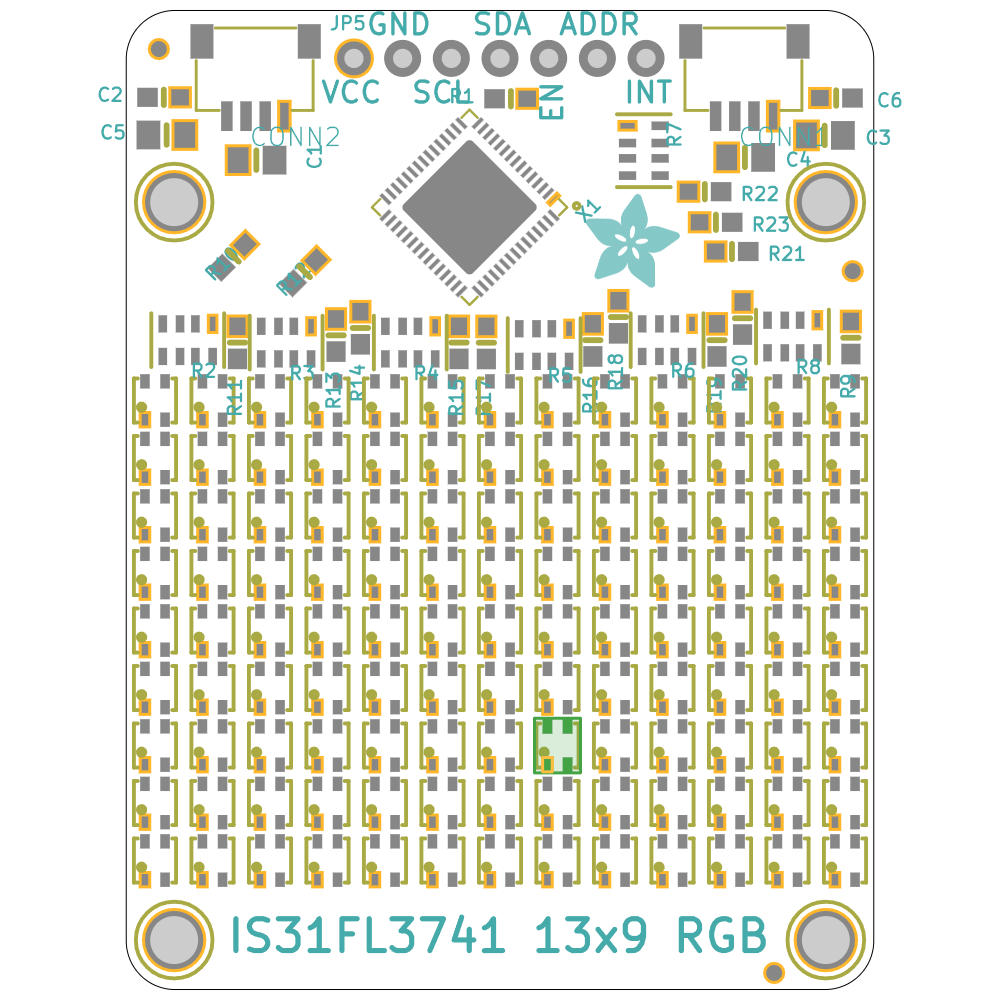 JP5 GND SDA ADDR
VCC SCL EN INT
C2
C5
CONN2
C1
R7
CONN1
C6
C3
C4
X1
R22
R23
R21
R2
R11
R3
R13
R14
R4
R15
R17
R5
R16
R18
R6
R20
R8
R9
IS31FL3741 13x9 RGB